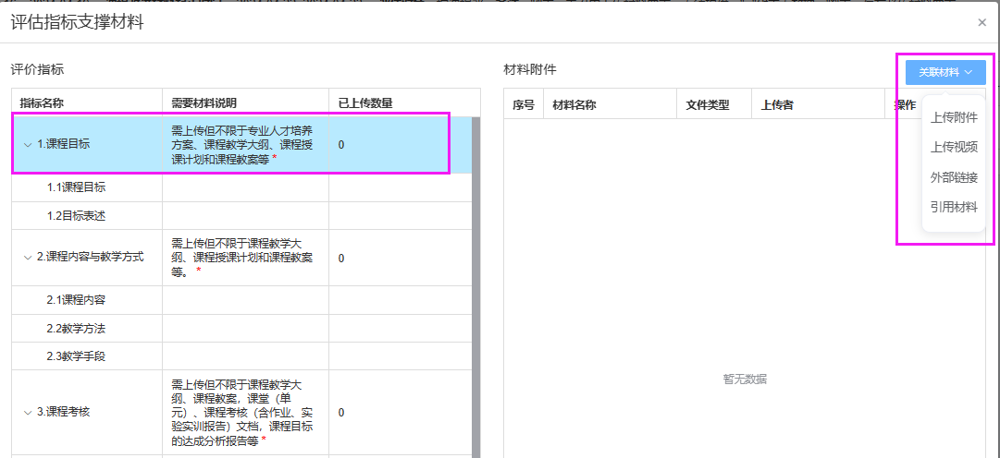 评估指标支撑材料
评价指标
材料附件
关联材料
指标名称 需要材料说明 已上传数量
序号 材料名称 文件类型 上传者 操作
上传附件
上传视频
外部链接
引用材料
1.课程目标
需上传但不限于专业人才培养
方案、课程教学大纲、课程授
课计划和课程教案等 *
0
1.1课程目标
1.2目标表述
2.课程内容与教学方式
需上传但不限于课程教学大
纲、课程授课计划和课程教案
等。 *
0
2.1课程内容
2.2教学方法
2.3教学手段
3.课程考核
需上传但不限于课程教学大
纲、课程教案，课堂（单
元）、课程考核（含作业、实
验实训报告）文档，课程目标
的达成分析报告等 *
0
暂无数据